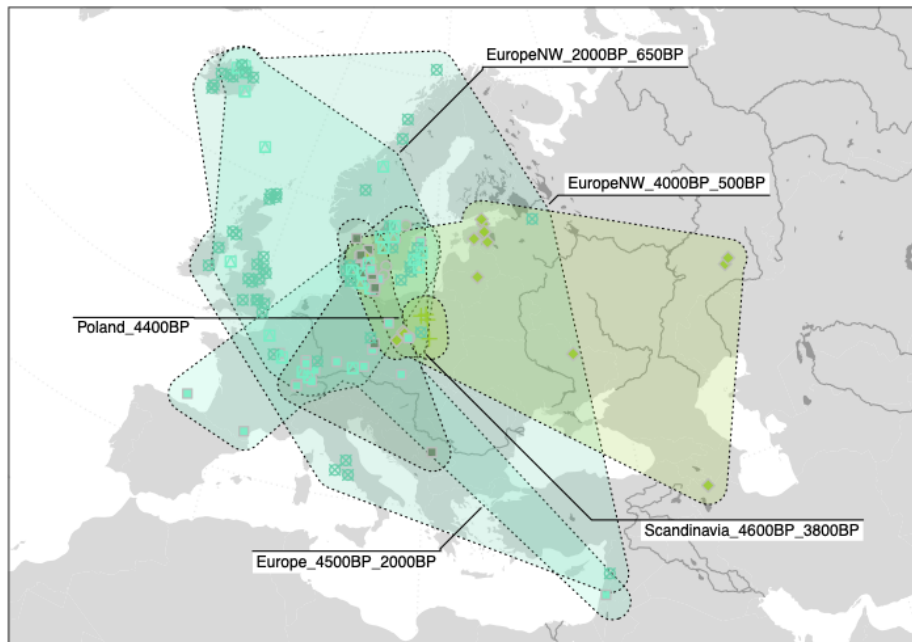 EuropeNW_2000BP_650BP
EuropeNW_4000BP_500BP
Poland_4400BP
Scandinavia_4600BP_3800BP
Europe_4500BP_2000BP